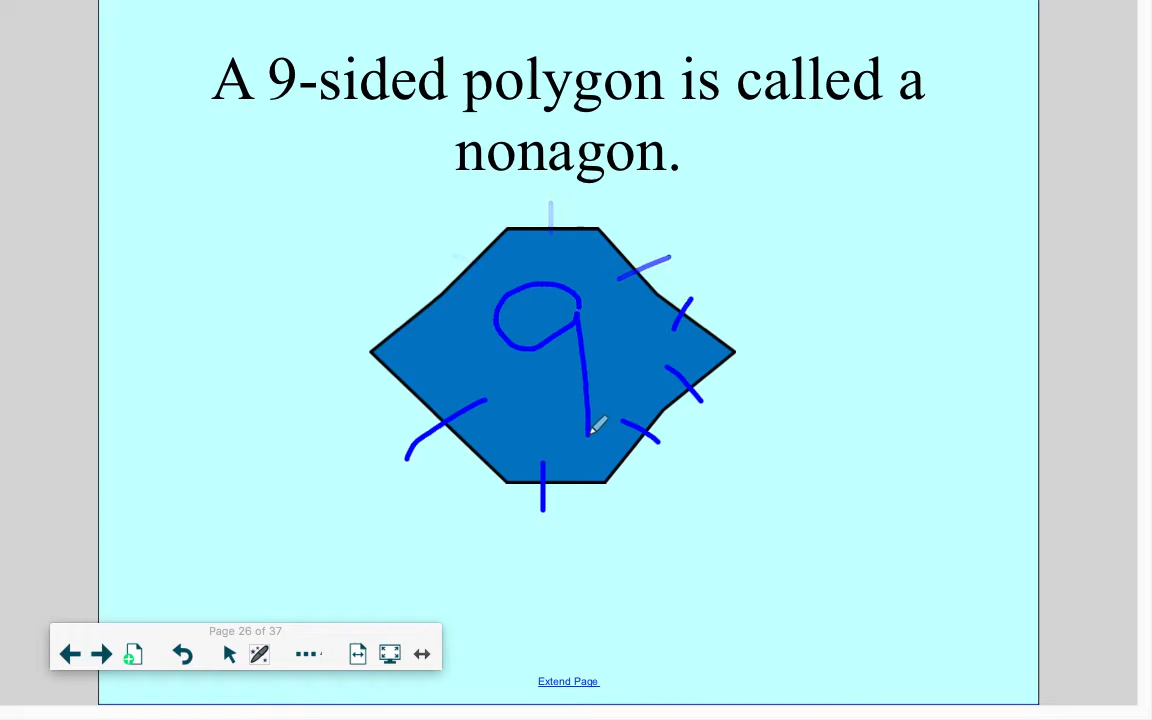 A 9-sided polygon is called a
nonagon.
9
Page 26 of 37
Extend Page